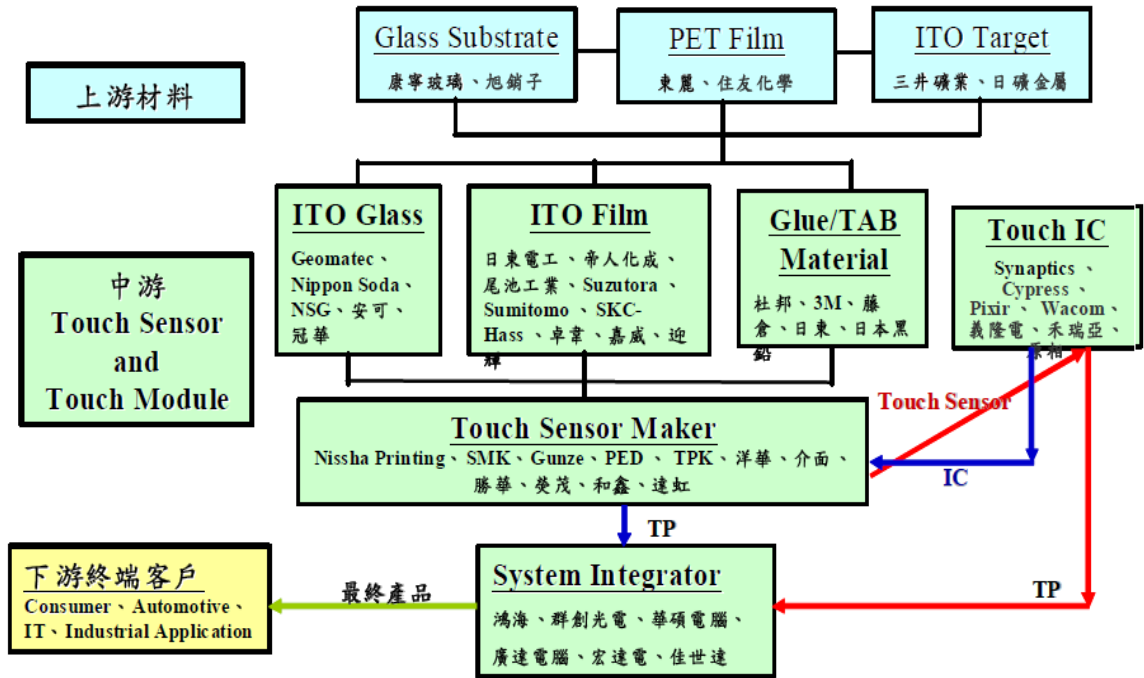 Glass Substrate
康寧玻璃、旭銷子
PET Film
東麗、住友化學
ITO Target
三井礦業、日礦金屬
上游材料
ITO Glass
Geomatec、
Nippon Soda、
NSG、安可、
冠華
ITO Film
日東電工、帝人化成、
尾池工業、Suzutora、
Sumitomo、SKC-
Hass、卓韋、嘉威、迎
輝
Glue/TAB
Material
杜邦、3M、藤
倉、日東、日本黑
鉛
Touch IC
Synaptics、
Cypress、
Pixir、Wacom、
義隆電、禾瑞亞、
原相
中游
Touch Sensor
and
Touch Module
Touch Sensor
IC
Touch Sensor Maker
Nissha Printing、SMK、Gunze、PED、TPK、洋華、介面、
勝華、熒茂、和鑫、達虹
TP
下游終端客戶
Consumer、Automotive、
IT、Industrial Application
最終產品
System Integrator
鴻海、群創光電、華碩電腦、
廣達電腦、宏達電、佳世達
TP